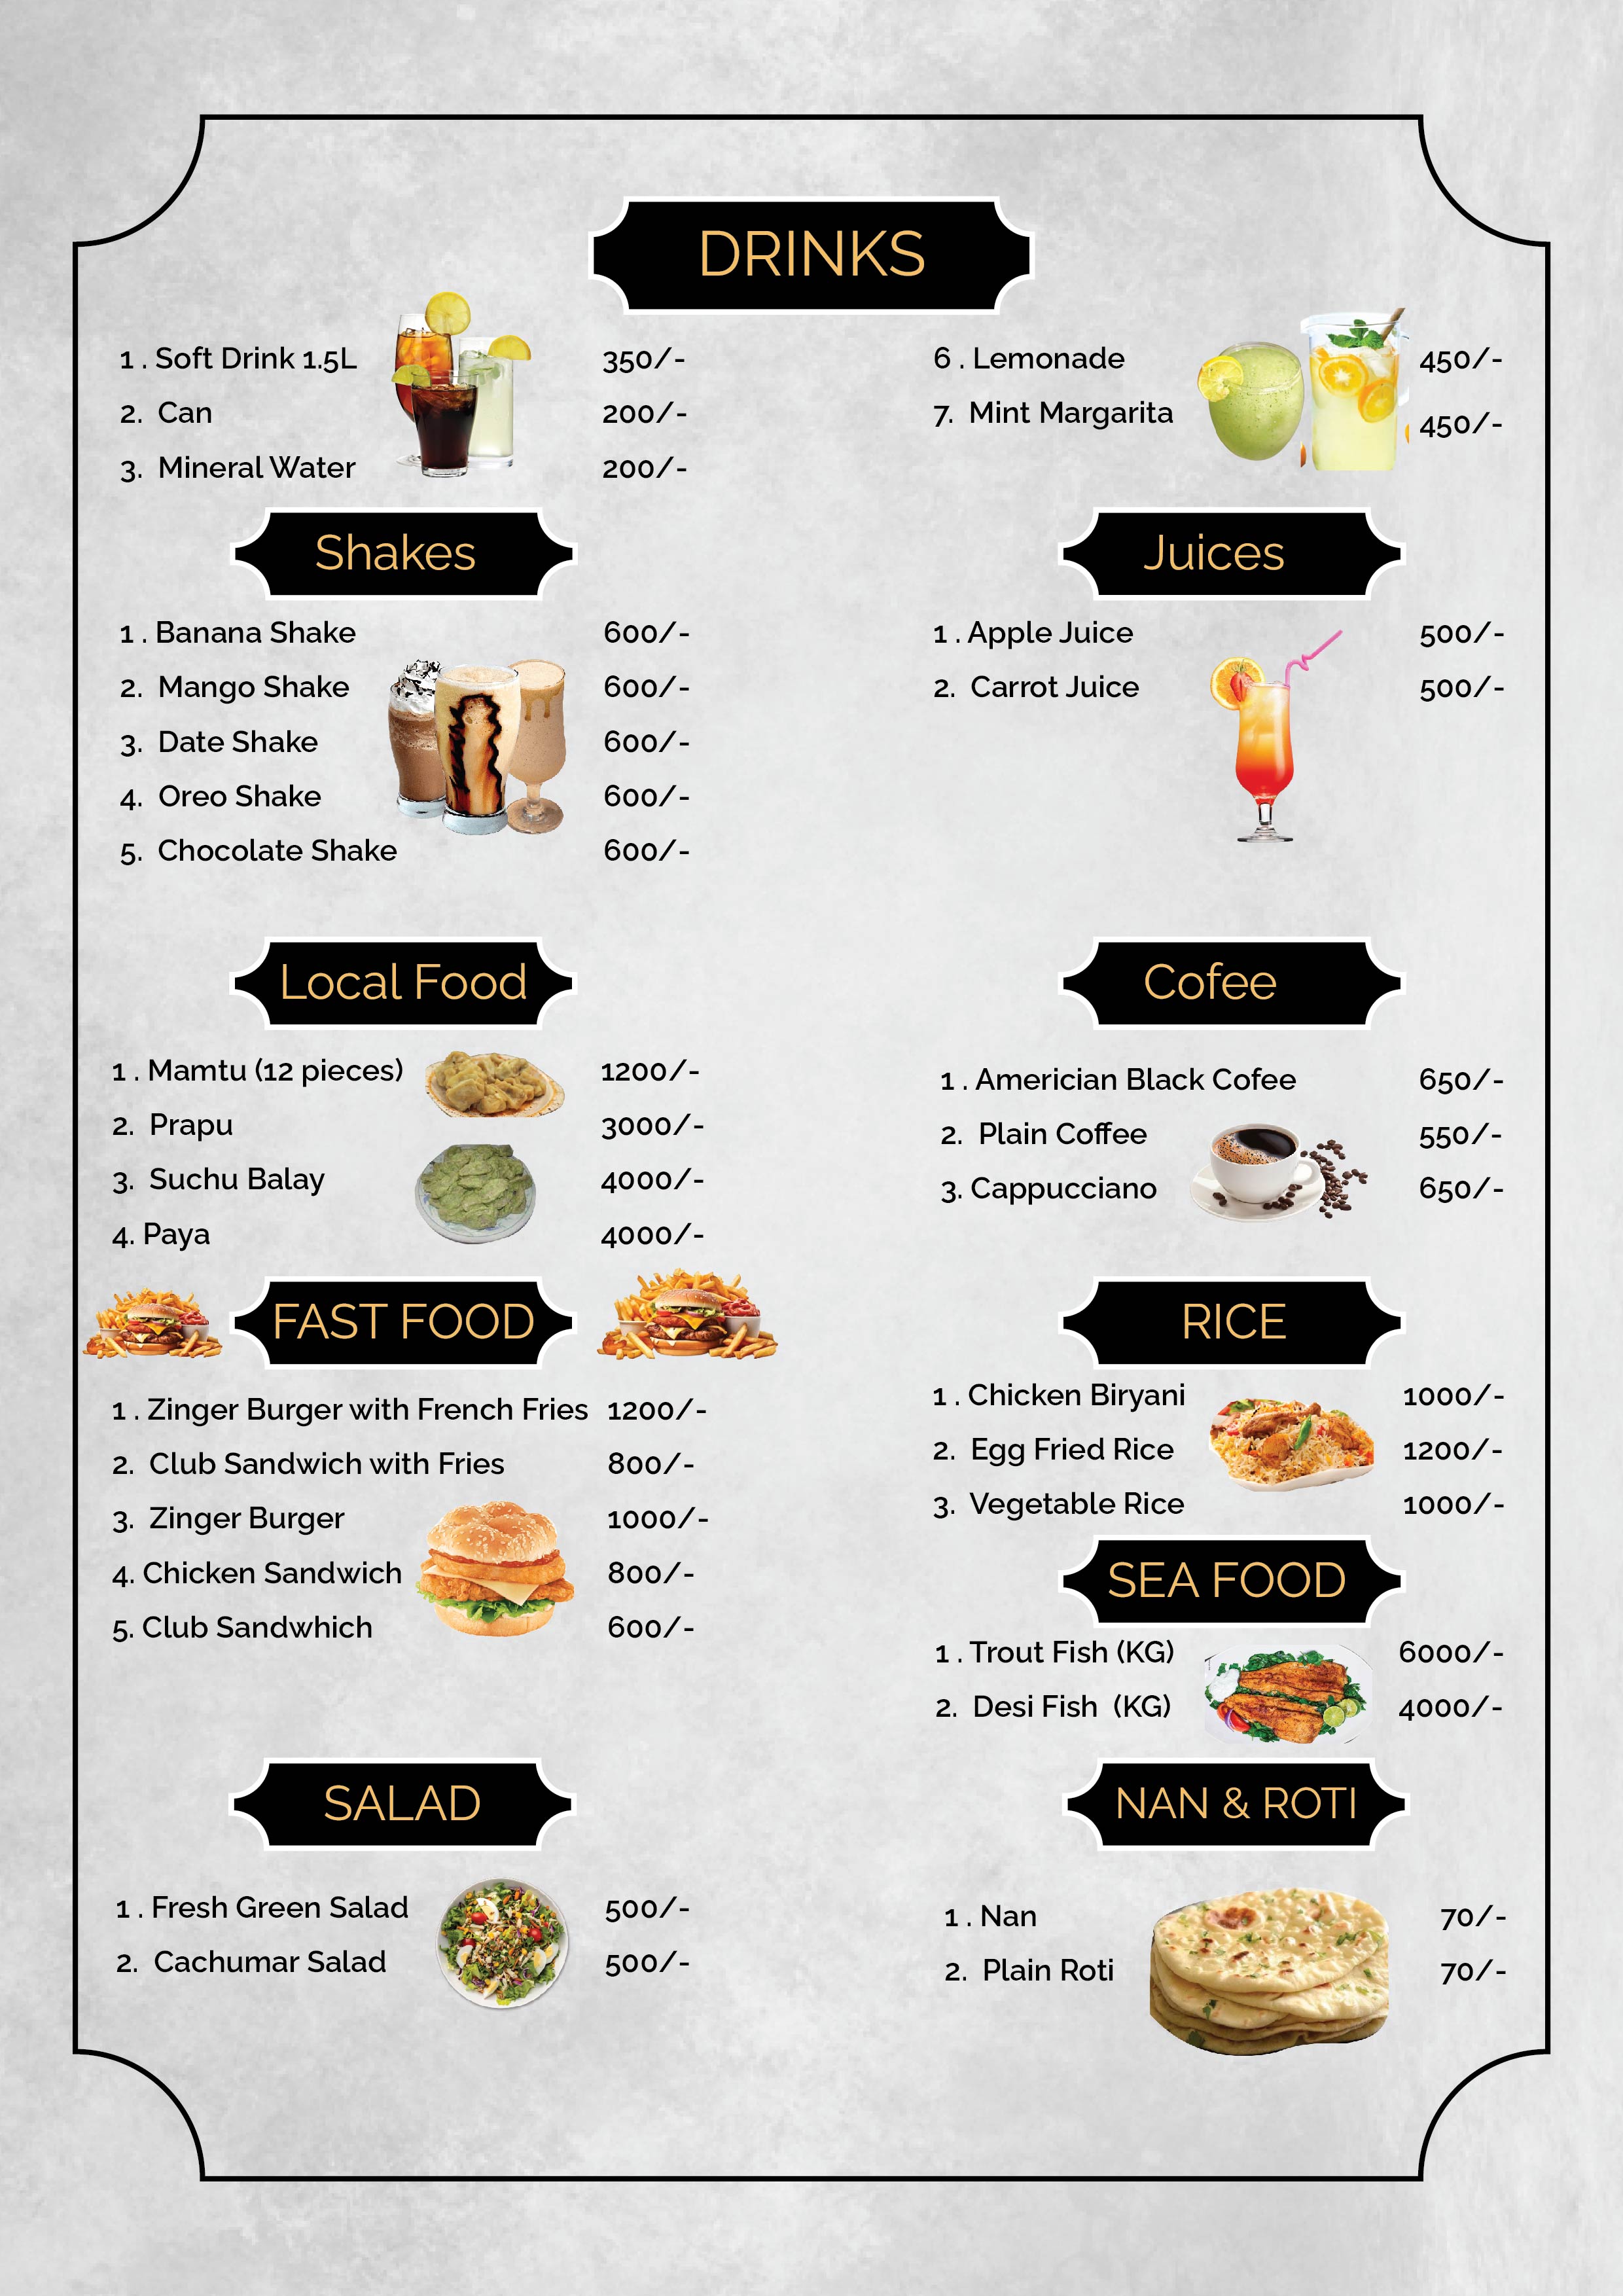 DRINKS
1 . Soft Drink 1.5L 350/-
2. Can 200/-
3. Mineral Water 200/-
6 . Lemonade 450/-
7. Mint Margarita 450/-
Shakes
1 . Banana Shake 600/-
2. Mango Shake 600/-
3. Date Shake 600/-
4. Oreo Shake 600/-
5. Chocolate Shake 600/-
Juices
1 . Apple Juice 500/-
2. Carrot Juice 500/-
Local Food
1 . Mamtu (12 pieces) 1200/-
2. Prapu 3000/-
3. Suchu Balay 4000/-
4. Paya 4000/-
Cofee
1 . Americian Black Cofee 650/-
2. Plain Coffee 550/-
3. Cappucciano 650/-
FAST FOOD
1 . Zinger Burger with French Fries 1200/-
2. Club Sandwich with Fries 800/-
3. Zinger Burger 1000/-
4. Chicken Sandwich 800/-
5. Club Sandwhich 600/-
RICE
1 . Chicken Biryani 1000/-
2. Egg Fried Rice 1200/-
3. Vegetable Rice 1000/-
SEA FOOD
1 . Trout Fish (KG) 6000/-
2. Desi Fish (KG) 4000/-
SALAD
1 . Fresh Green Salad 500/-
2. Cachumar Salad 500/-
NAN & ROTI
1 . Nan 70/-
2. Plain Roti 70/-